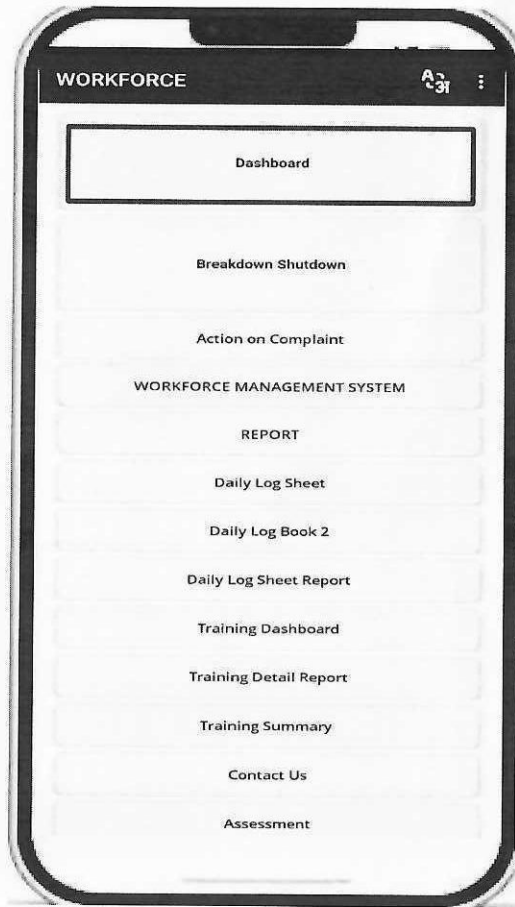 WORKFORCE
Dashboard
Breakdown Shutdown
Action on Complaint
WORKFORCE MANAGEMENT SYSTEM
REPORT
Daily Log Sheet
Daily Log Book 2
Daily Log Sheet Report
Training Dashboard
Training Detail Report
Training Summary
Contact Us
Assessment